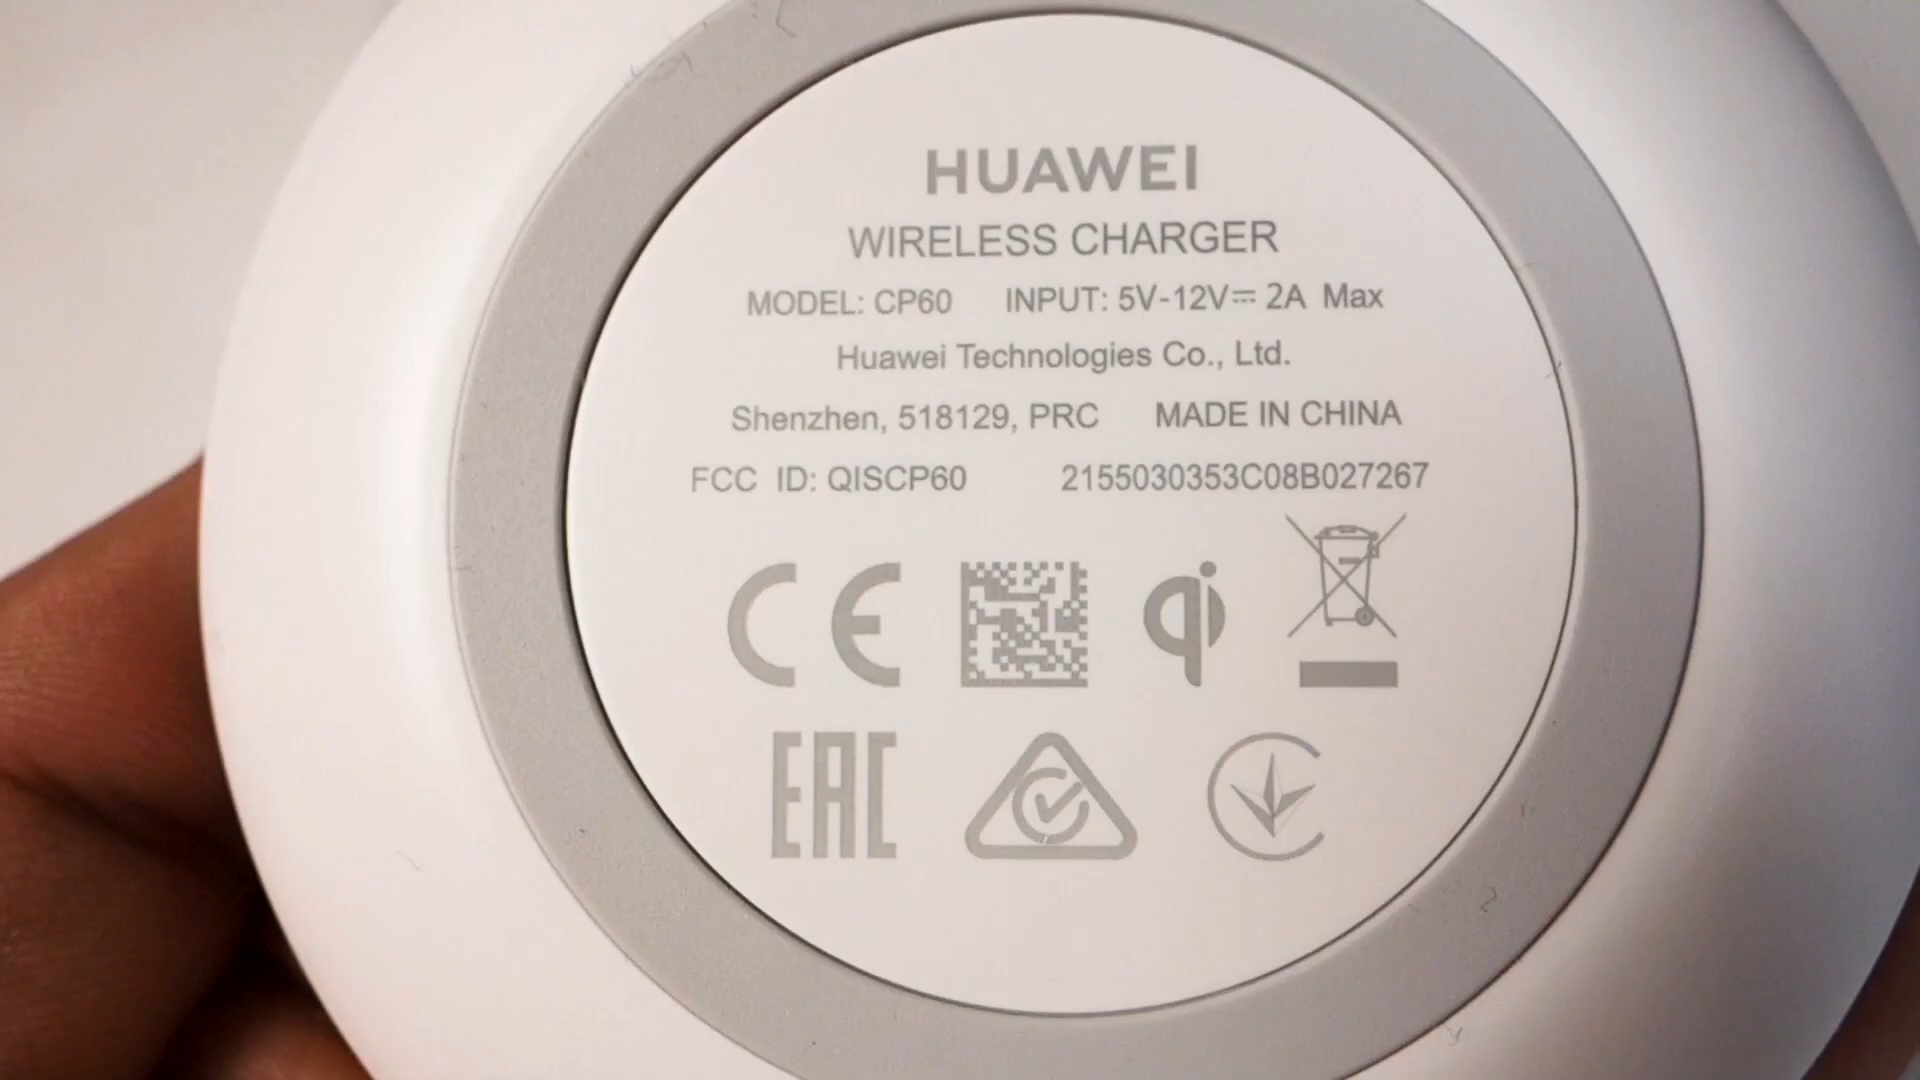 HUAWEI
WIRELESS CHARGER
MODEL: CP60 INPUT: 5V-12V⎓ 2A Max
Huawei Technologies Co., Ltd.
Shenzhen, 518129, PRC MADE IN CHINA
FCC ID: QISCP60 2155030353C08B027267
CE qi
EAC